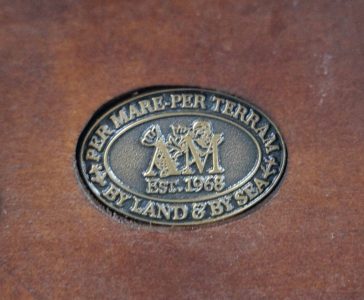 PER MARE-PER TERRAM
AM
EST. 1968
BY LAND & BY SEA